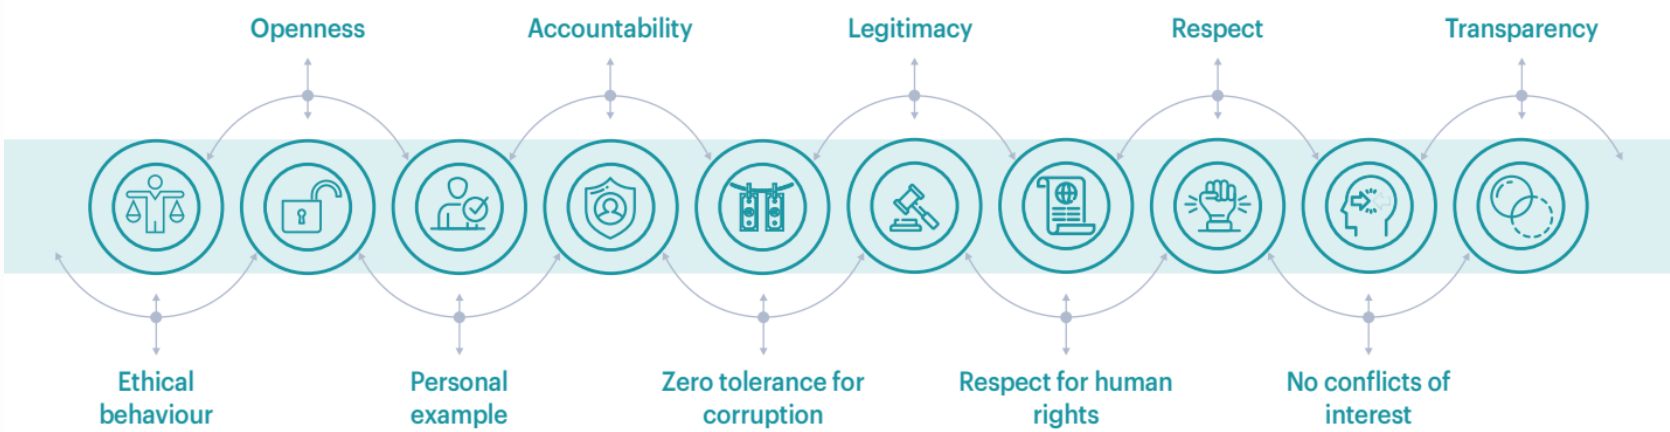 Openness
Accountability
Legitimacy
Respect
Transparency
Ethical
behaviour
Personal
example
Zero tolerance for
corruption
Respect for human
rights
No conflicts of
interest